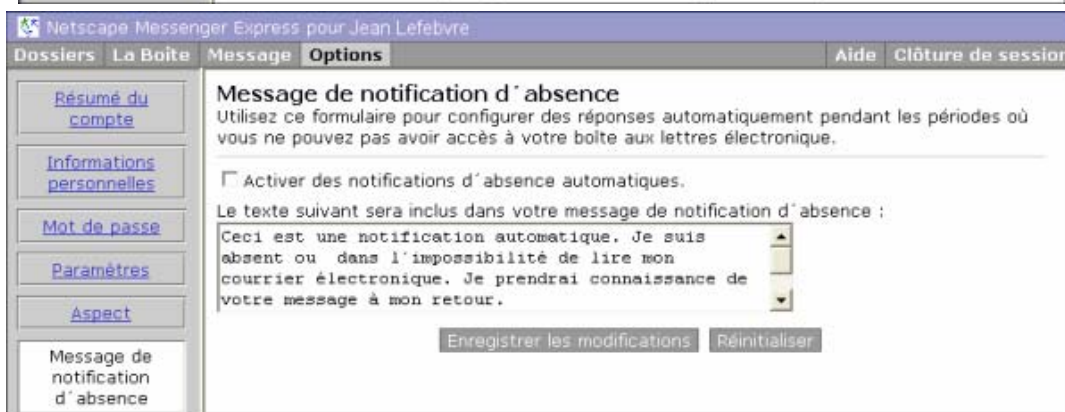 Netscape Messenger Express pour Jean Lefebvre
Dossiers La Boîte Message Options Aide Clôture de session
Résumé du
compte
Informations
personnelles
Mot de passe
Paramètres
Aspect
Message de
notification
d´absence
Message de notification d´absence
Utilisez ce formulaire pour configurer des réponses automatiquement pendant les périodes où
vous ne pouvez pas avoir accès à votre boîte aux lettres électronique.
Activer des notifications d´absence automatiques.
Le texte suivant sera inclus dans votre message de notification d´absence :
Ceci est une notification automatique. Je suis
absent ou dans l'impossibilité de lire mon
courrier électronique. Je prendrai connaissance de
votre message à mon retour.
Enregistrer les modifications Réinitialiser